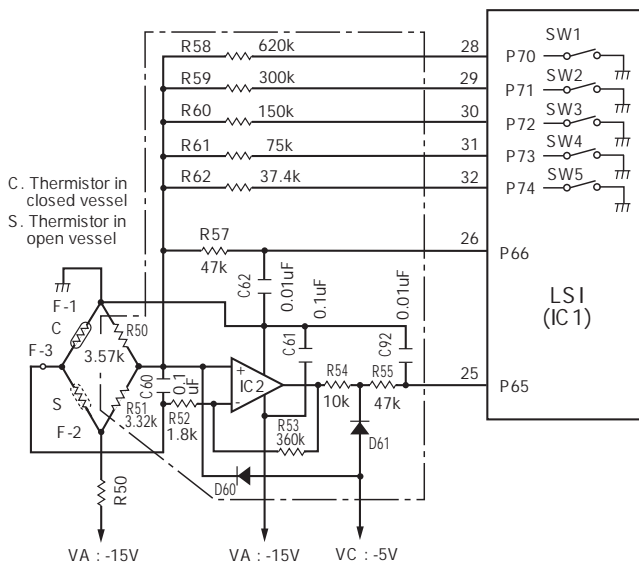 R58 620k 28 P70 SW1
R59 300k 29 P71 SW2
R60 150k 30 P72 SW3
R61 75k 31 P73 SW4
R62 37.4k 32 P74 SW5
C. Thermistor in
closed vessel
S. Thermistor in
open vessel
R57
47k
26 P66
C62
0.01uF
0.1uF
C61
0.01uF
C92
LSI
(IC1)
F-1
C
R50
F-3
3.57k
S
R51
3.32k
F-2
C60
0.1
uF
R52
1.8k
+
-
IC2
R53
360k
R54
10k
R55
47k
25 P65
D60
D61
R50
VA : -15V
VA : -15V
VC : -5V